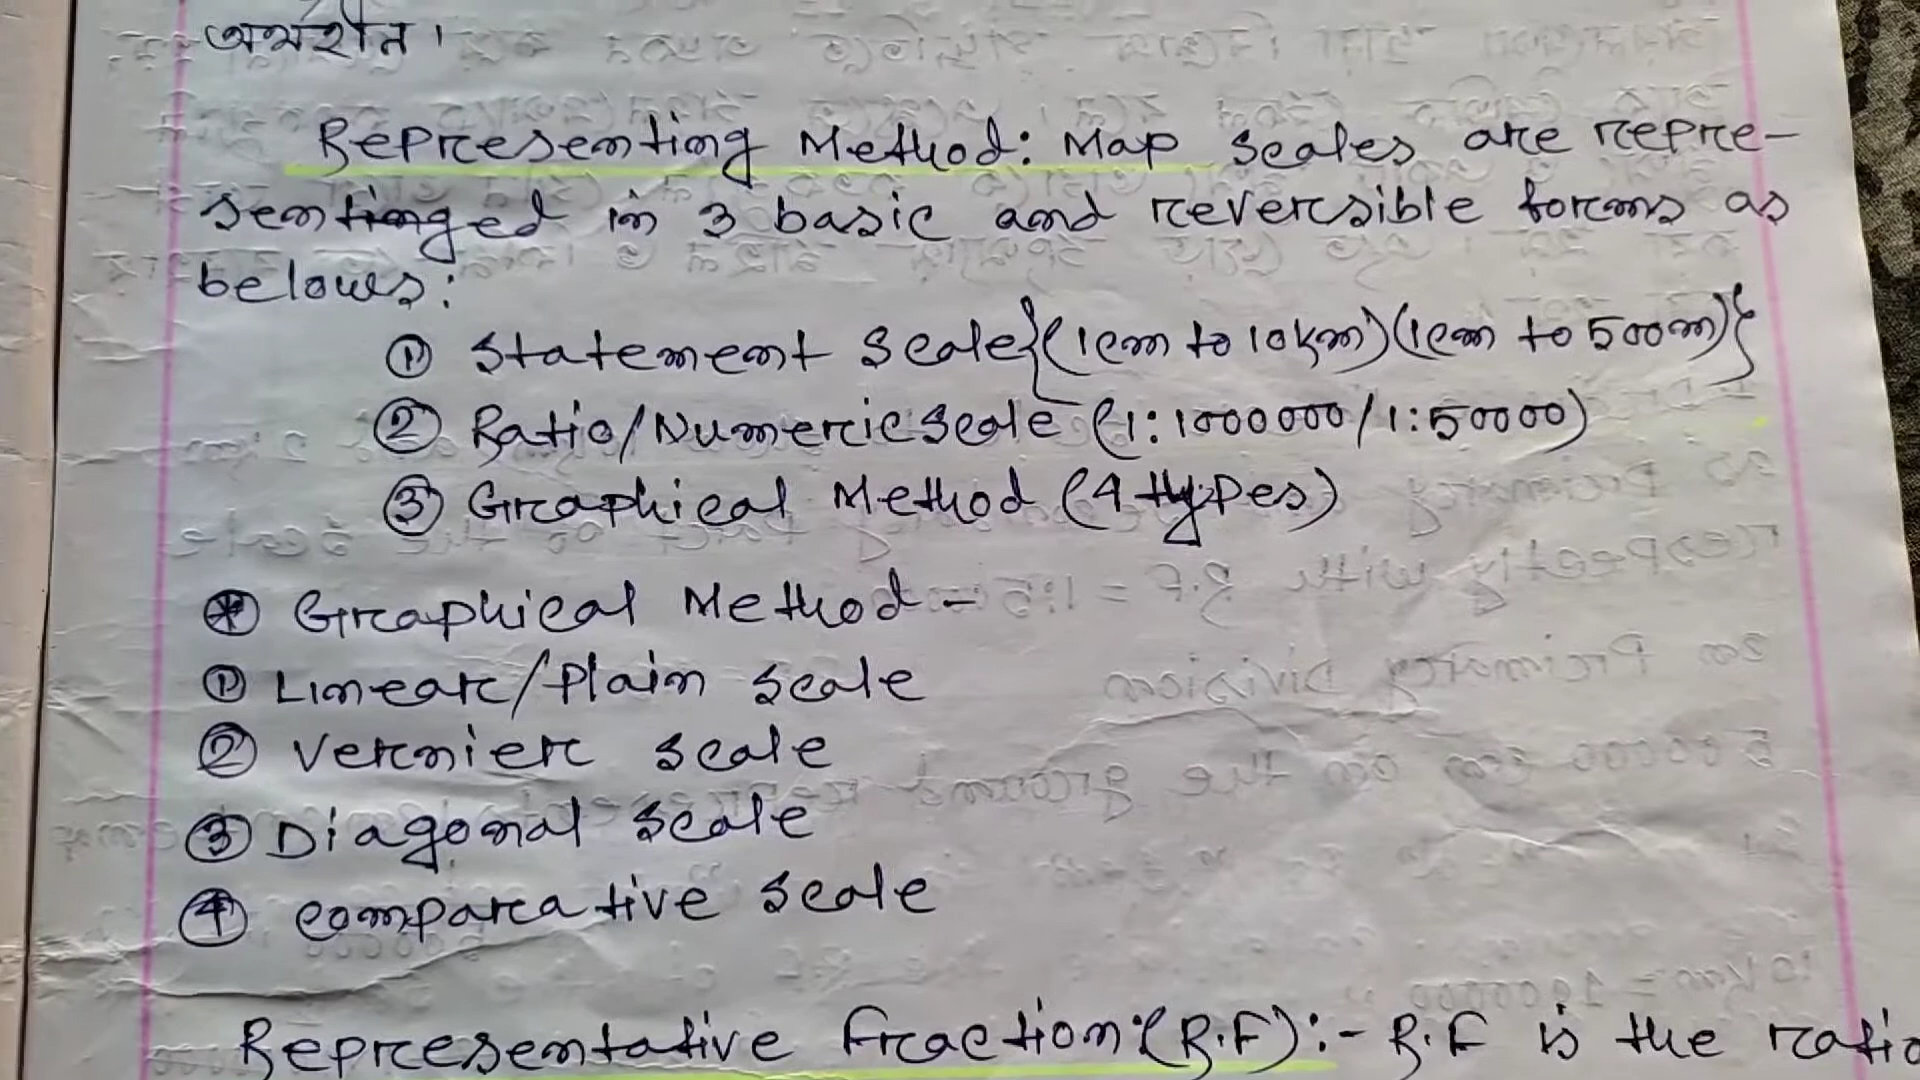 অর্থহীন।
Representing Method: Map Scales are repre-
sentinged in 3 basic and reversible forms as
belows:
① Statement Scale{(1cm to 10km)(1cm to 500m)}
② Ratio/Numeric Scale (1:1000000/1:50000)
③ Graphical Method (4 types)
* Graphical Method -
① Linear/Plain Scale
② Vernier Scale
③ Diagonal Scale
④ Comparative Scale
Representative Fraction:(R.F):- R.F is the ratio